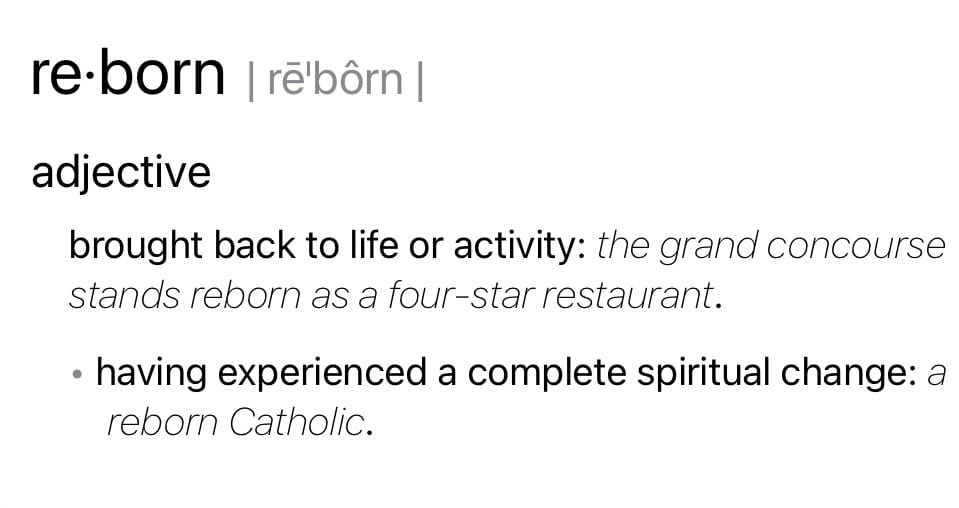 re·born | rēˈbôrn |
adjective
brought back to life or activity: the grand concourse
stands reborn as a four-star restaurant.
• having experienced a complete spiritual change: a
reborn Catholic.